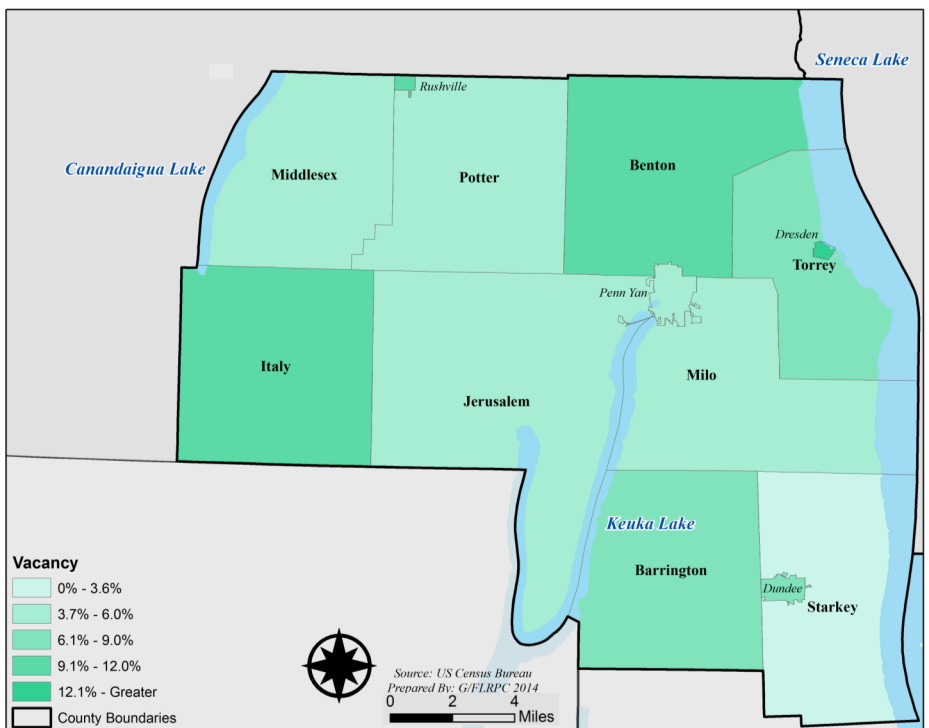 Seneca Lake
Rushville
Canandaigua Lake
Middlesex
Potter
Benton
Dresden
Torrey
Penn Yan
Italy
Milo
Jerusalem
Keuka Lake
Barrington
Dundee
Starkey
Vacancy
0% - 3.6%
3.7% - 6.0%
6.1% - 9.0%
9.1% - 12.0%
12.1% - Greater
County Boundaries
Source: US Census Bureau
Prepared By: G/FLRPC 2014
0 2 4
Miles